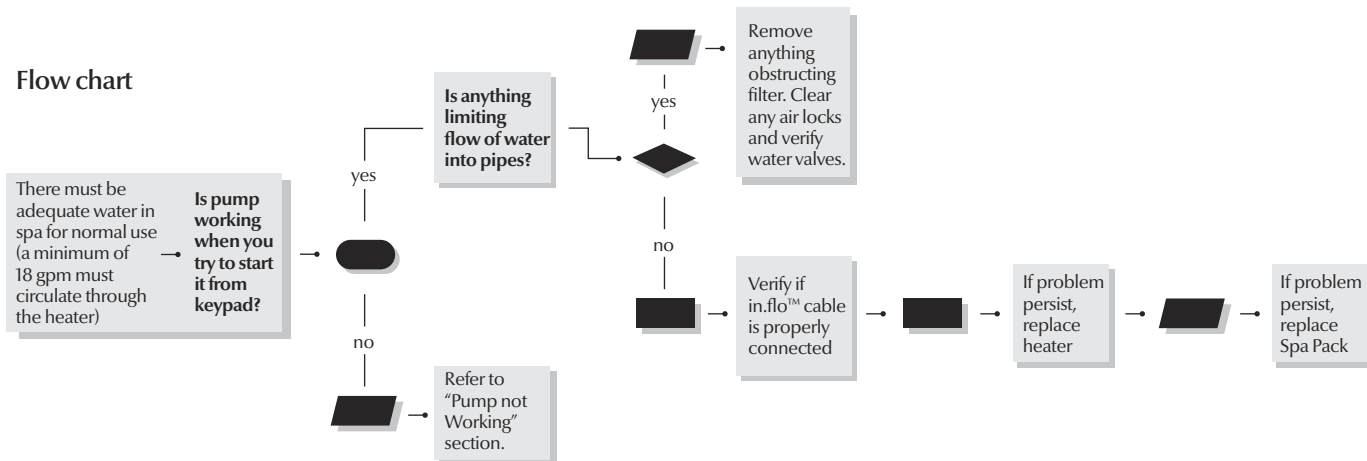 Flow chart
There must be
adequate water in
spa for normal use
(a minimum of
18 gpm must
circulate through
the heater)
Is pump
working
when you
try to start
it from
keypad?
yes
no
Is anything
limiting
flow of water
into pipes?
Refer to
“Pump not
Working”
section.
yes
no
Remove
anything
obstructing
filter. Clear
any air locks
and verify
water valves.
Verify if
in.flo™ cable
is properly
connected
If problem
persist,
replace
heater
If problem
persist,
replace
Spa Pack